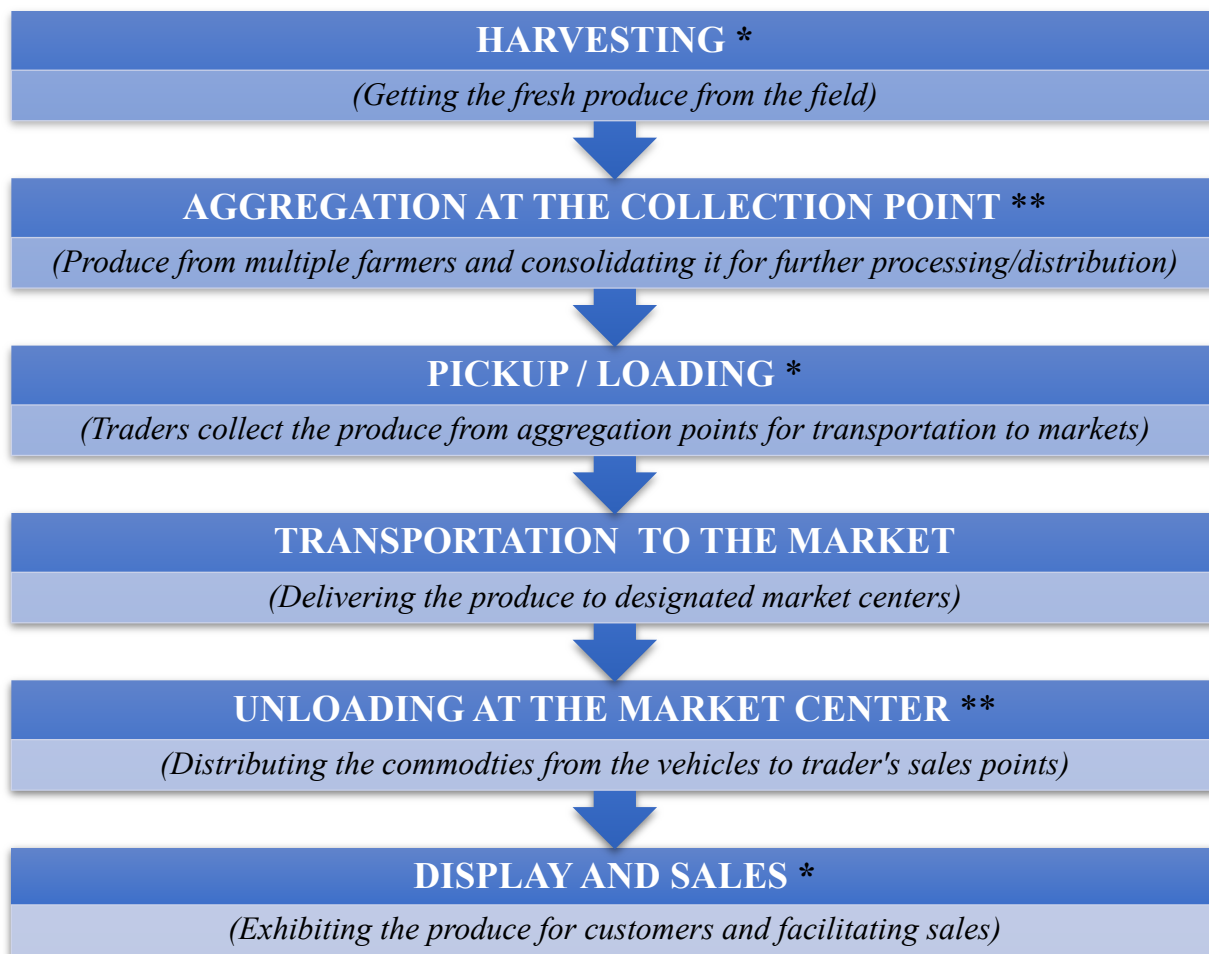 HARVESTING *
(Getting the fresh produce from the field)
AGGREGATION AT THE COLLECTION POINT **
(Produce from multiple farmers and consolidating it for further processing/distribution)
PICKUP / LOADING *
(Traders collect the produce from aggregation points for transportation to markets)
TRANSPORTATION TO THE MARKET
(Delivering the produce to designated market centers)
UNLOADING AT THE MARKET CENTER **
(Distributing the commodties from the vehicles to trader's sales points)
DISPLAY AND SALES *
(Exhibiting the produce for customers and facilitating sales)